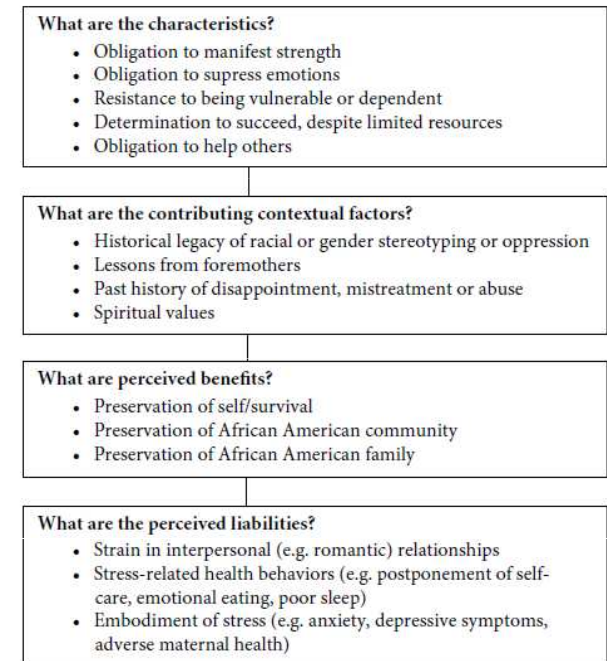 What are the characteristics?
• Obligation to manifest strength
• Obligation to supress emotions
• Resistance to being vulnerable or dependent
• Determination to succeed, despite limited resources
• Obligation to help others
What are the contributing contextual factors?
• Historical legacy of racial or gender stereotyping or oppression
• Lessons from foremothers
• Past history of disappointment, mistreatment or abuse
• Spiritual values
What are perceived benefits?
• Preservation of self/survival
• Preservation of African American community
• Preservation of African American family
What are the perceived liabilities?
• Strain in interpersonal (e.g. romantic) relationships
• Stress-related health behaviors (e.g. postponement of self-
care, emotional eating, poor sleep)
• Embodiment of stress (e.g. anxiety, depressive symptoms,
adverse maternal health)